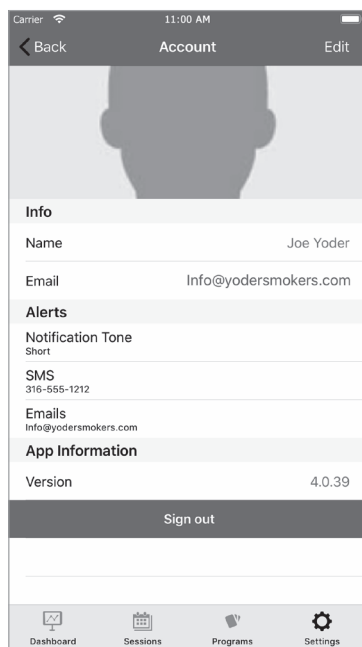 Carrier 11:00 AM
Back Account Edit
Info
Name Joe Yoder
Email Info@yodersmokers.com
Alerts
Notification Tone
Short
SMS
316-555-1212
Emails
Info@yodersmokers.com
App Information
Version 4.0.39
Sign out
Dashboard Sessions Programs Settings